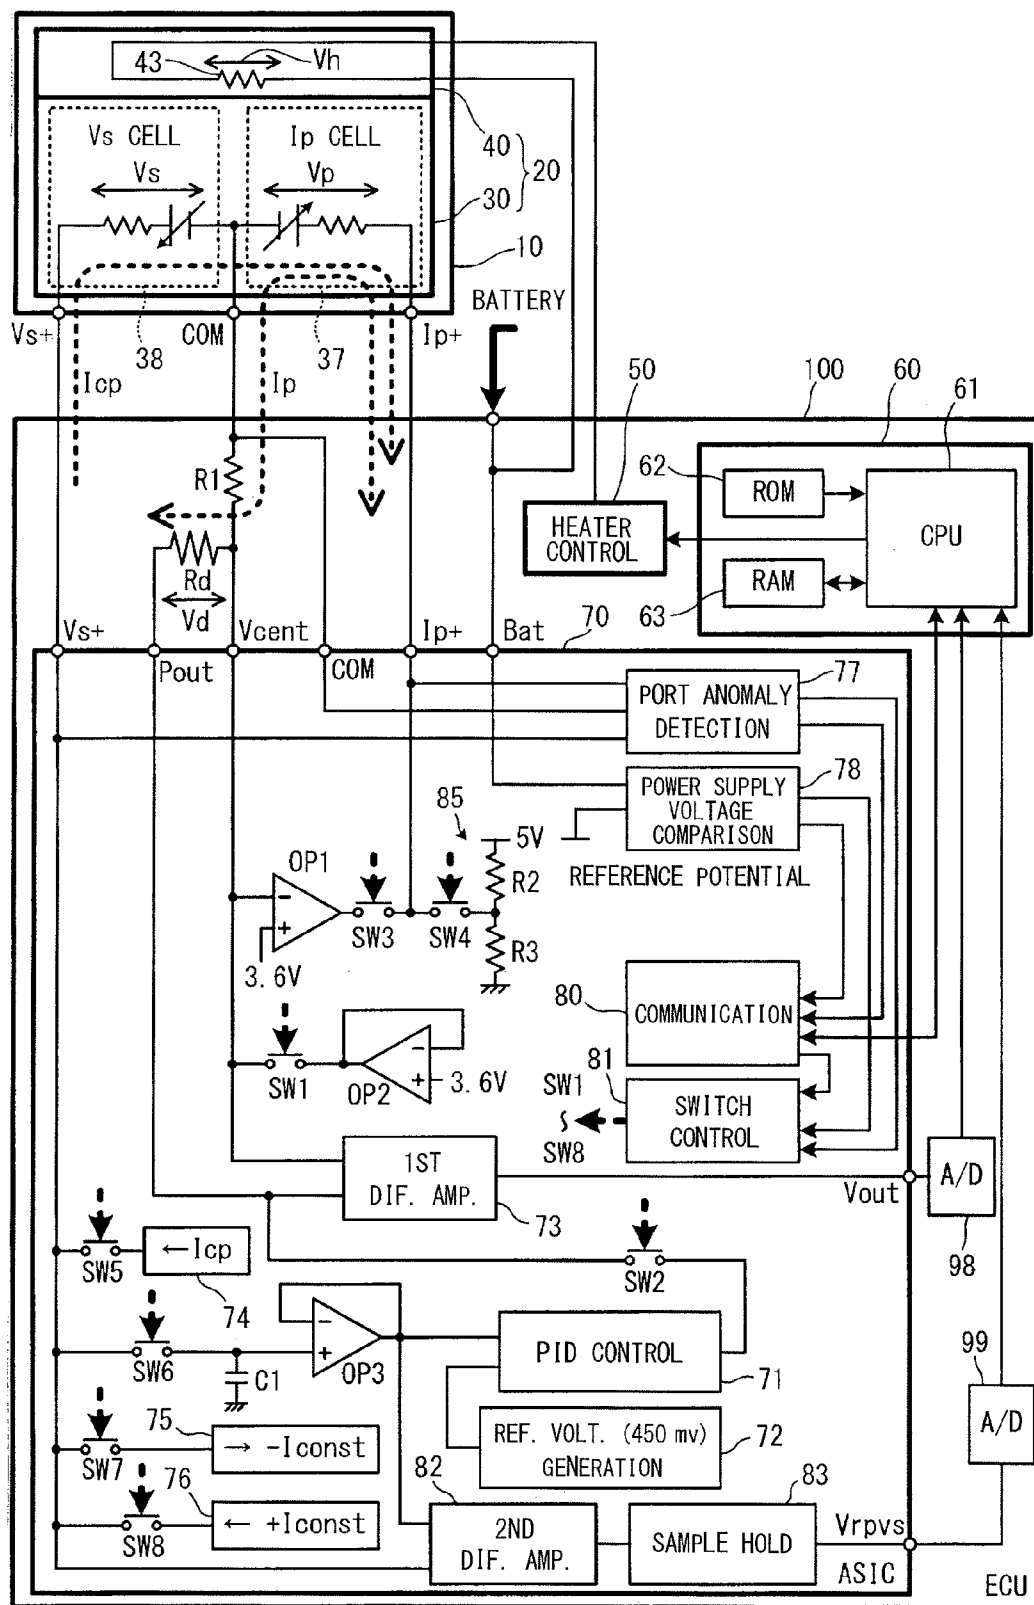 43
Vh
Vs CELL
Ip CELL
40
20
30
Vs
Vp
10
BATTERY
Vs+
COM
Ip+
38
37
Icp
Ip
50
100
60
61
62
ROM
CPU
R1
HEATER
CONTROL
RAM
63
Rd
Vd
Vs+
Vcent
Ip+
Bat
70
Pout
COM
77
PORT ANOMALY
DETECTION
78
POWER SUPPLY
VOLTAGE
COMPARISON
85
5V
REFERENCE POTENTIAL
OP1
R2
SW3
SW4
R3
3.6V
80
COMMUNICATION
81
SW1
OP2
3.6V
SW1
SW8
SWITCH
CONTROL
1ST
DIF. AMP.
73
Vout
A/D
98
SW5
←Icp
74
SW2
SW6
C1
OP3
PID CONTROL
71
99
A/D
75
SW7
→ -Iconst
REF. VOLT. (450 mv)
GENERATION
72
76
SW8
← +Iconst
82
2ND
DIF. AMP.
83
SAMPLE HOLD
Vrpvs
ASIC
ECU